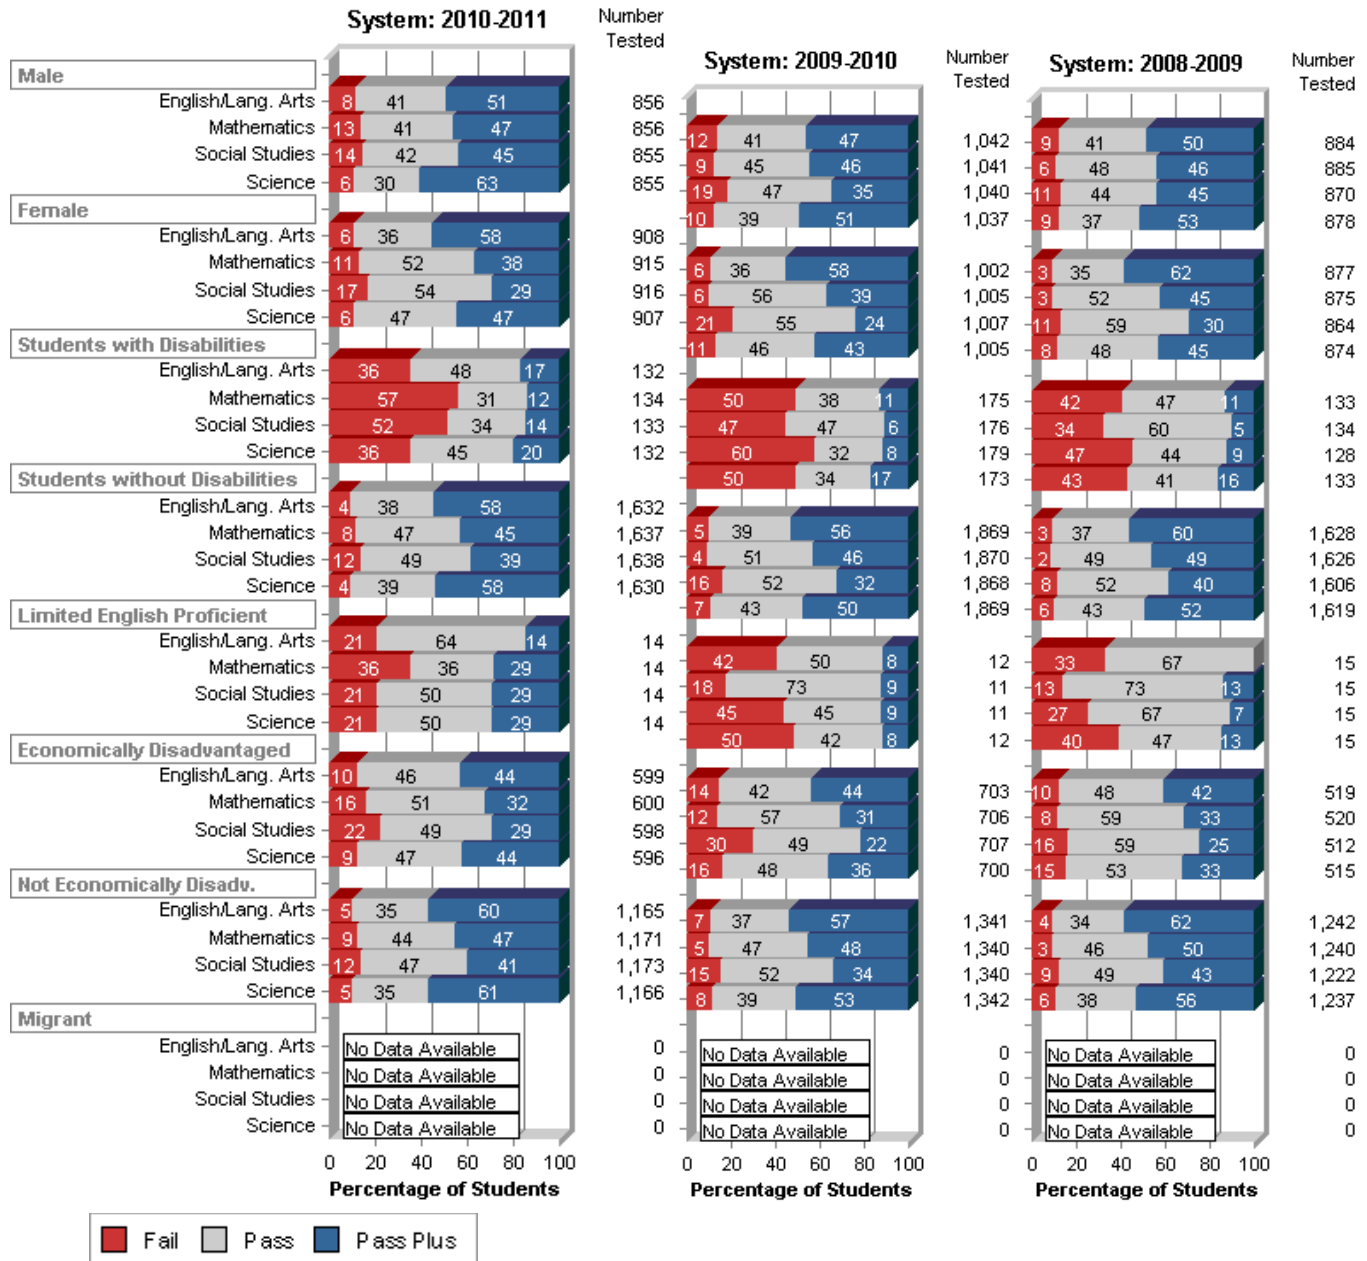 System: 2010-2011 Number Tested System: 2009-2010 Number Tested System: 2008-2009 Number Tested
Male
English/Lang. Arts 8 41 51 856 12 41 47 1,042 9 41 50 884
Mathematics 13 41 47 856 9 45 46 1,041 6 48 46 885
Social Studies 14 42 45 855 19 47 35 1,040 11 44 45 870
Science 6 30 63 855 10 39 51 1,037 9 37 53 878
Female
English/Lang. Arts 6 36 58 908 6 36 58 1,002 3 35 62 877
Mathematics 11 52 38 915 6 56 39 1,005 3 52 45 875
Social Studies 17 54 29 916 21 55 24 1,007 11 59 30 864
Science 6 47 47 907 11 46 43 1,005 8 48 45 874
Students with Disabilities
English/Lang. Arts 36 48 17 132 50 38 11 175 42 47 11 133
Mathematics 57 31 12 134 47 47 6 176 34 60 5 134
Social Studies 52 34 14 133 60 32 8 179 47 44 9 128
Science 36 45 20 132 50 34 17 173 43 41 16 133
Students without Disabilities
English/Lang. Arts 4 38 58 1,632 5 39 56 1,869 3 37 60 1,628
Mathematics 8 47 45 1,637 4 51 46 1,870 2 49 49 1,626
Social Studies 12 49 39 1,638 16 52 32 1,868 8 52 40 1,606
Science 4 39 58 1,630 7 43 50 1,869 6 43 52 1,619
Limited English Proficient
English/Lang. Arts 21 64 14 14 42 50 8 12 33 67 15
Mathematics 36 36 29 14 18 73 9 11 13 73 13 15
Social Studies 21 50 29 14 45 45 9 11 27 67 7 15
Science 21 50 29 14 50 42 8 12 40 47 13 15
Economically Disadvantaged
English/Lang. Arts 10 46 44 599 14 42 44 703 10 48 42 519
Mathematics 16 51 32 600 12 57 31 706 8 59 33 520
Social Studies 22 49 29 598 30 49 22 707 16 59 25 512
Science 9 47 44 596 16 48 36 700 15 53 33 515
Not Economically Disadv.
English/Lang. Arts 5 35 60 1,165 7 37 57 1,341 4 34 62 1,242
Mathematics 9 44 47 1,171 5 47 48 1,340 3 46 50 1,240
Social Studies 12 47 41 1,173 15 52 34 1,340 9 49 43 1,222
Science 5 35 61 1,166 8 39 53 1,342 6 38 56 1,237
Migrant
English/Lang. Arts No Data Available 0 No Data Available 0 No Data Available 0
Mathematics No Data Available 0 No Data Available 0 No Data Available 0
Social Studies No Data Available 0 No Data Available 0 No Data Available 0
Science No Data Available 0 No Data Available 0 No Data Available 0
0 20 40 60 80 100 0 20 40 60 80 100 0 20 40 60 80 100
Percentage of Students Percentage of Students Percentage of Students
Fail Pass Pass Plus